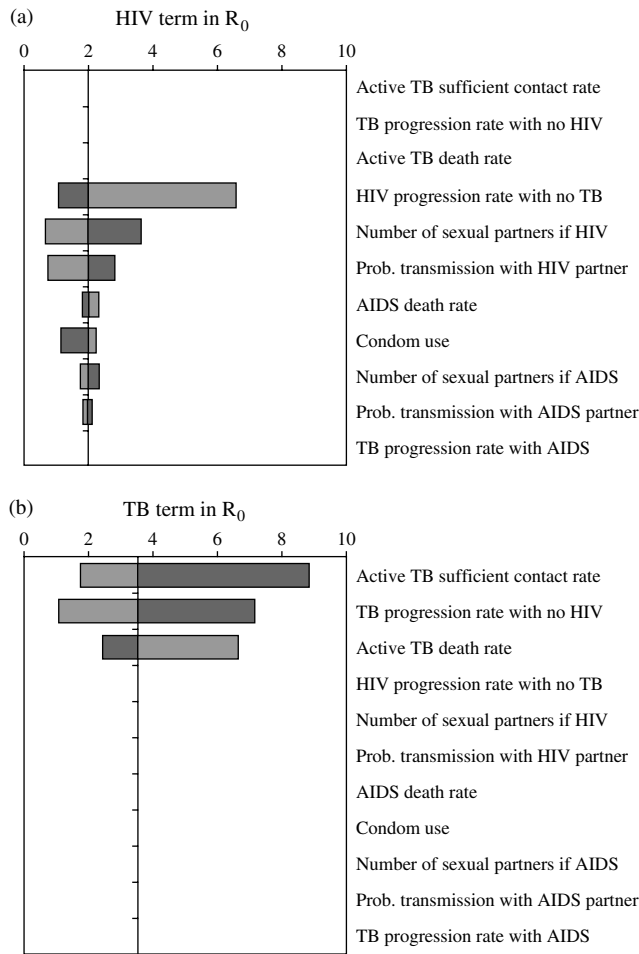 (a)
HIV term in R0
0 2 4 6 8 10
Active TB sufficient contact rate
TB progression rate with no HIV
Active TB death rate
HIV progression rate with no TB
Number of sexual partners if HIV
Prob. transmission with HIV partner
AIDS death rate
Condom use
Number of sexual partners if AIDS
Prob. transmission with AIDS partner
TB progression rate with AIDS
(b)
TB term in R0
0 2 4 6 8 10
Active TB sufficient contact rate
TB progression rate with no HIV
Active TB death rate
HIV progression rate with no TB
Number of sexual partners if HIV
Prob. transmission with HIV partner
AIDS death rate
Condom use
Number of sexual partners if AIDS
Prob. transmission with AIDS partner
TB progression rate with AIDS